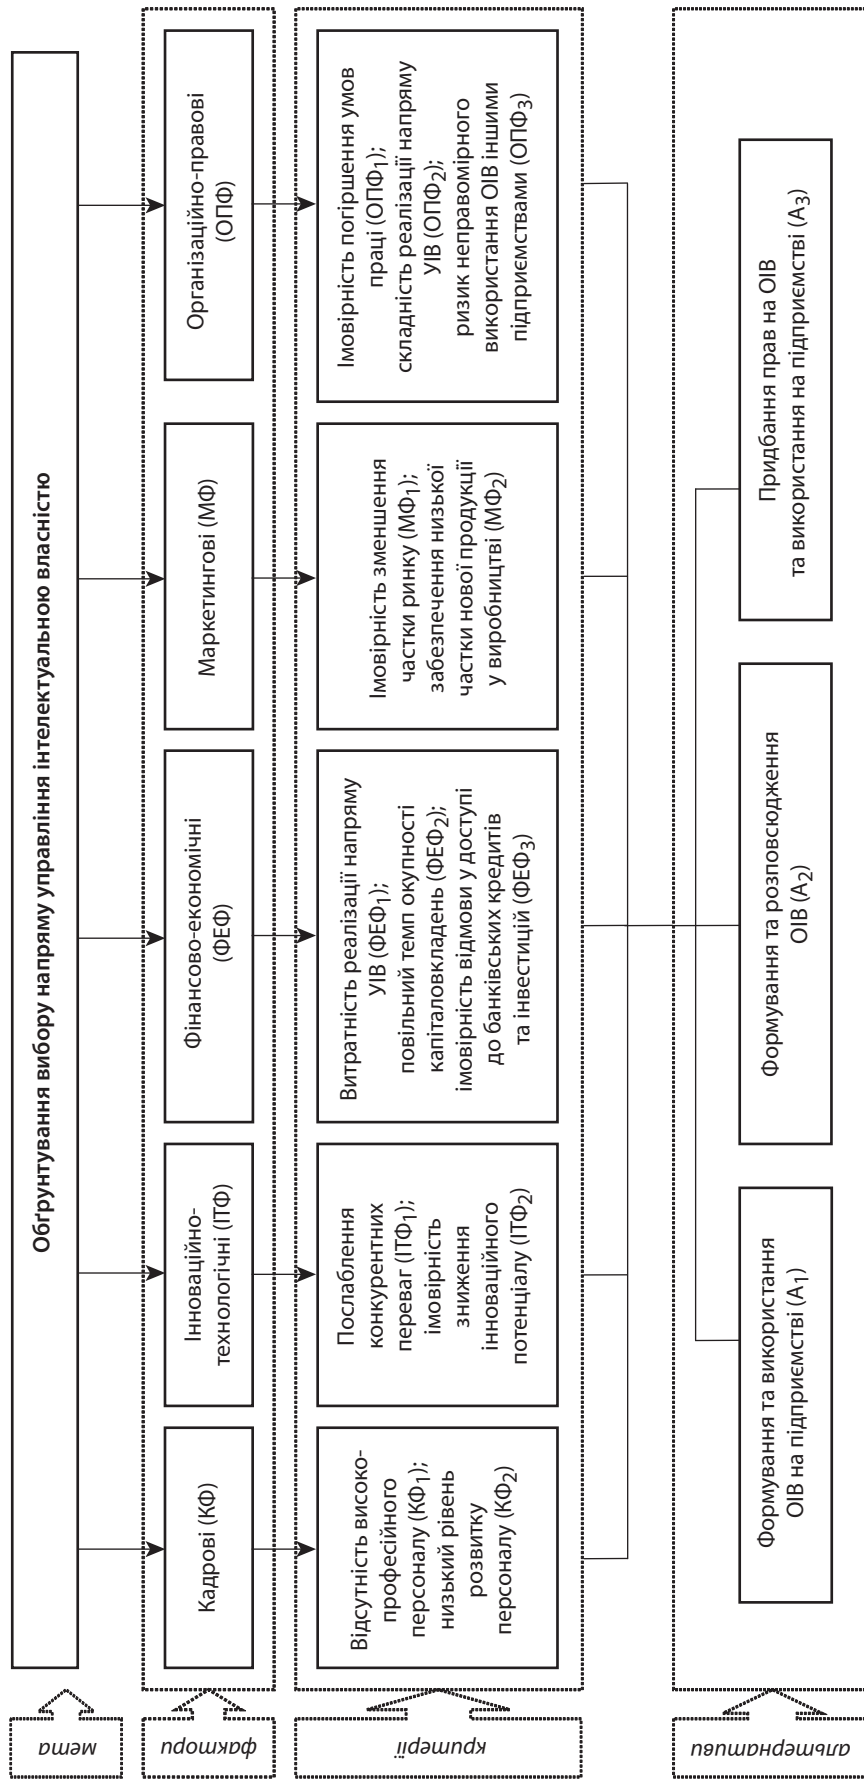 мета
Обґрунтування вибору напряму управління інтелектуальною власністю
фактори
Кадрові (КФ)
Інноваційно-
технологічні (ІТФ)
Фінансово-економічні
(ФЕФ)
Маркетингові (МФ)
Організаційно-правові
(ОПФ)
критерії
Відсутність високо-
професійного
персоналу (КФ₁);
низький рівень
розвитку
персоналу (КФ₂)
Послаблення
конкурентних
переваг (ІТФ₁);
імовірність
зниження
інноваційного
потенціалу (ІТФ₂)
Витратність реалізації напряму
УІВ (ФЕФ₁);
повільний темп окупності
капіталовкладень (ФЕФ₂);
імовірність відмови у доступі
до банківських кредитів
та інвестицій (ФЕФ₃)
Імовірність зменшення
частки ринку (МФ₁);
забезпечення низької
частки нової продукції
у виробництві (МФ₂)
Імовірність погіршення умов
праці (ОПФ₁);
складність реалізації напряму
УІВ (ОПФ₂);
ризик неправомірного
використання ОІВ іншими
підприємствами (ОПФ₃)
альтернативи
Формування та використання
ОІВ на підприємстві (А₁)
Формування та розповсюдження
ОІВ (А₂)
Придбання прав на ОІВ
та використання на підприємстві (А₃)